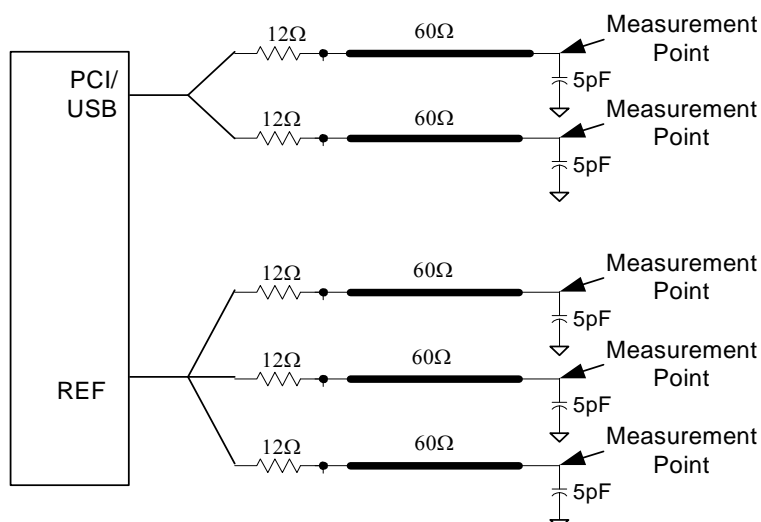 12Ω
60Ω
Measurement
Point
5pF
PCI/
USB
12Ω
60Ω
Measurement
Point
5pF
12Ω
60Ω
Measurement
Point
5pF
REF
12Ω
60Ω
Measurement
Point
5pF
12Ω
60Ω
Measurement
Point
5pF